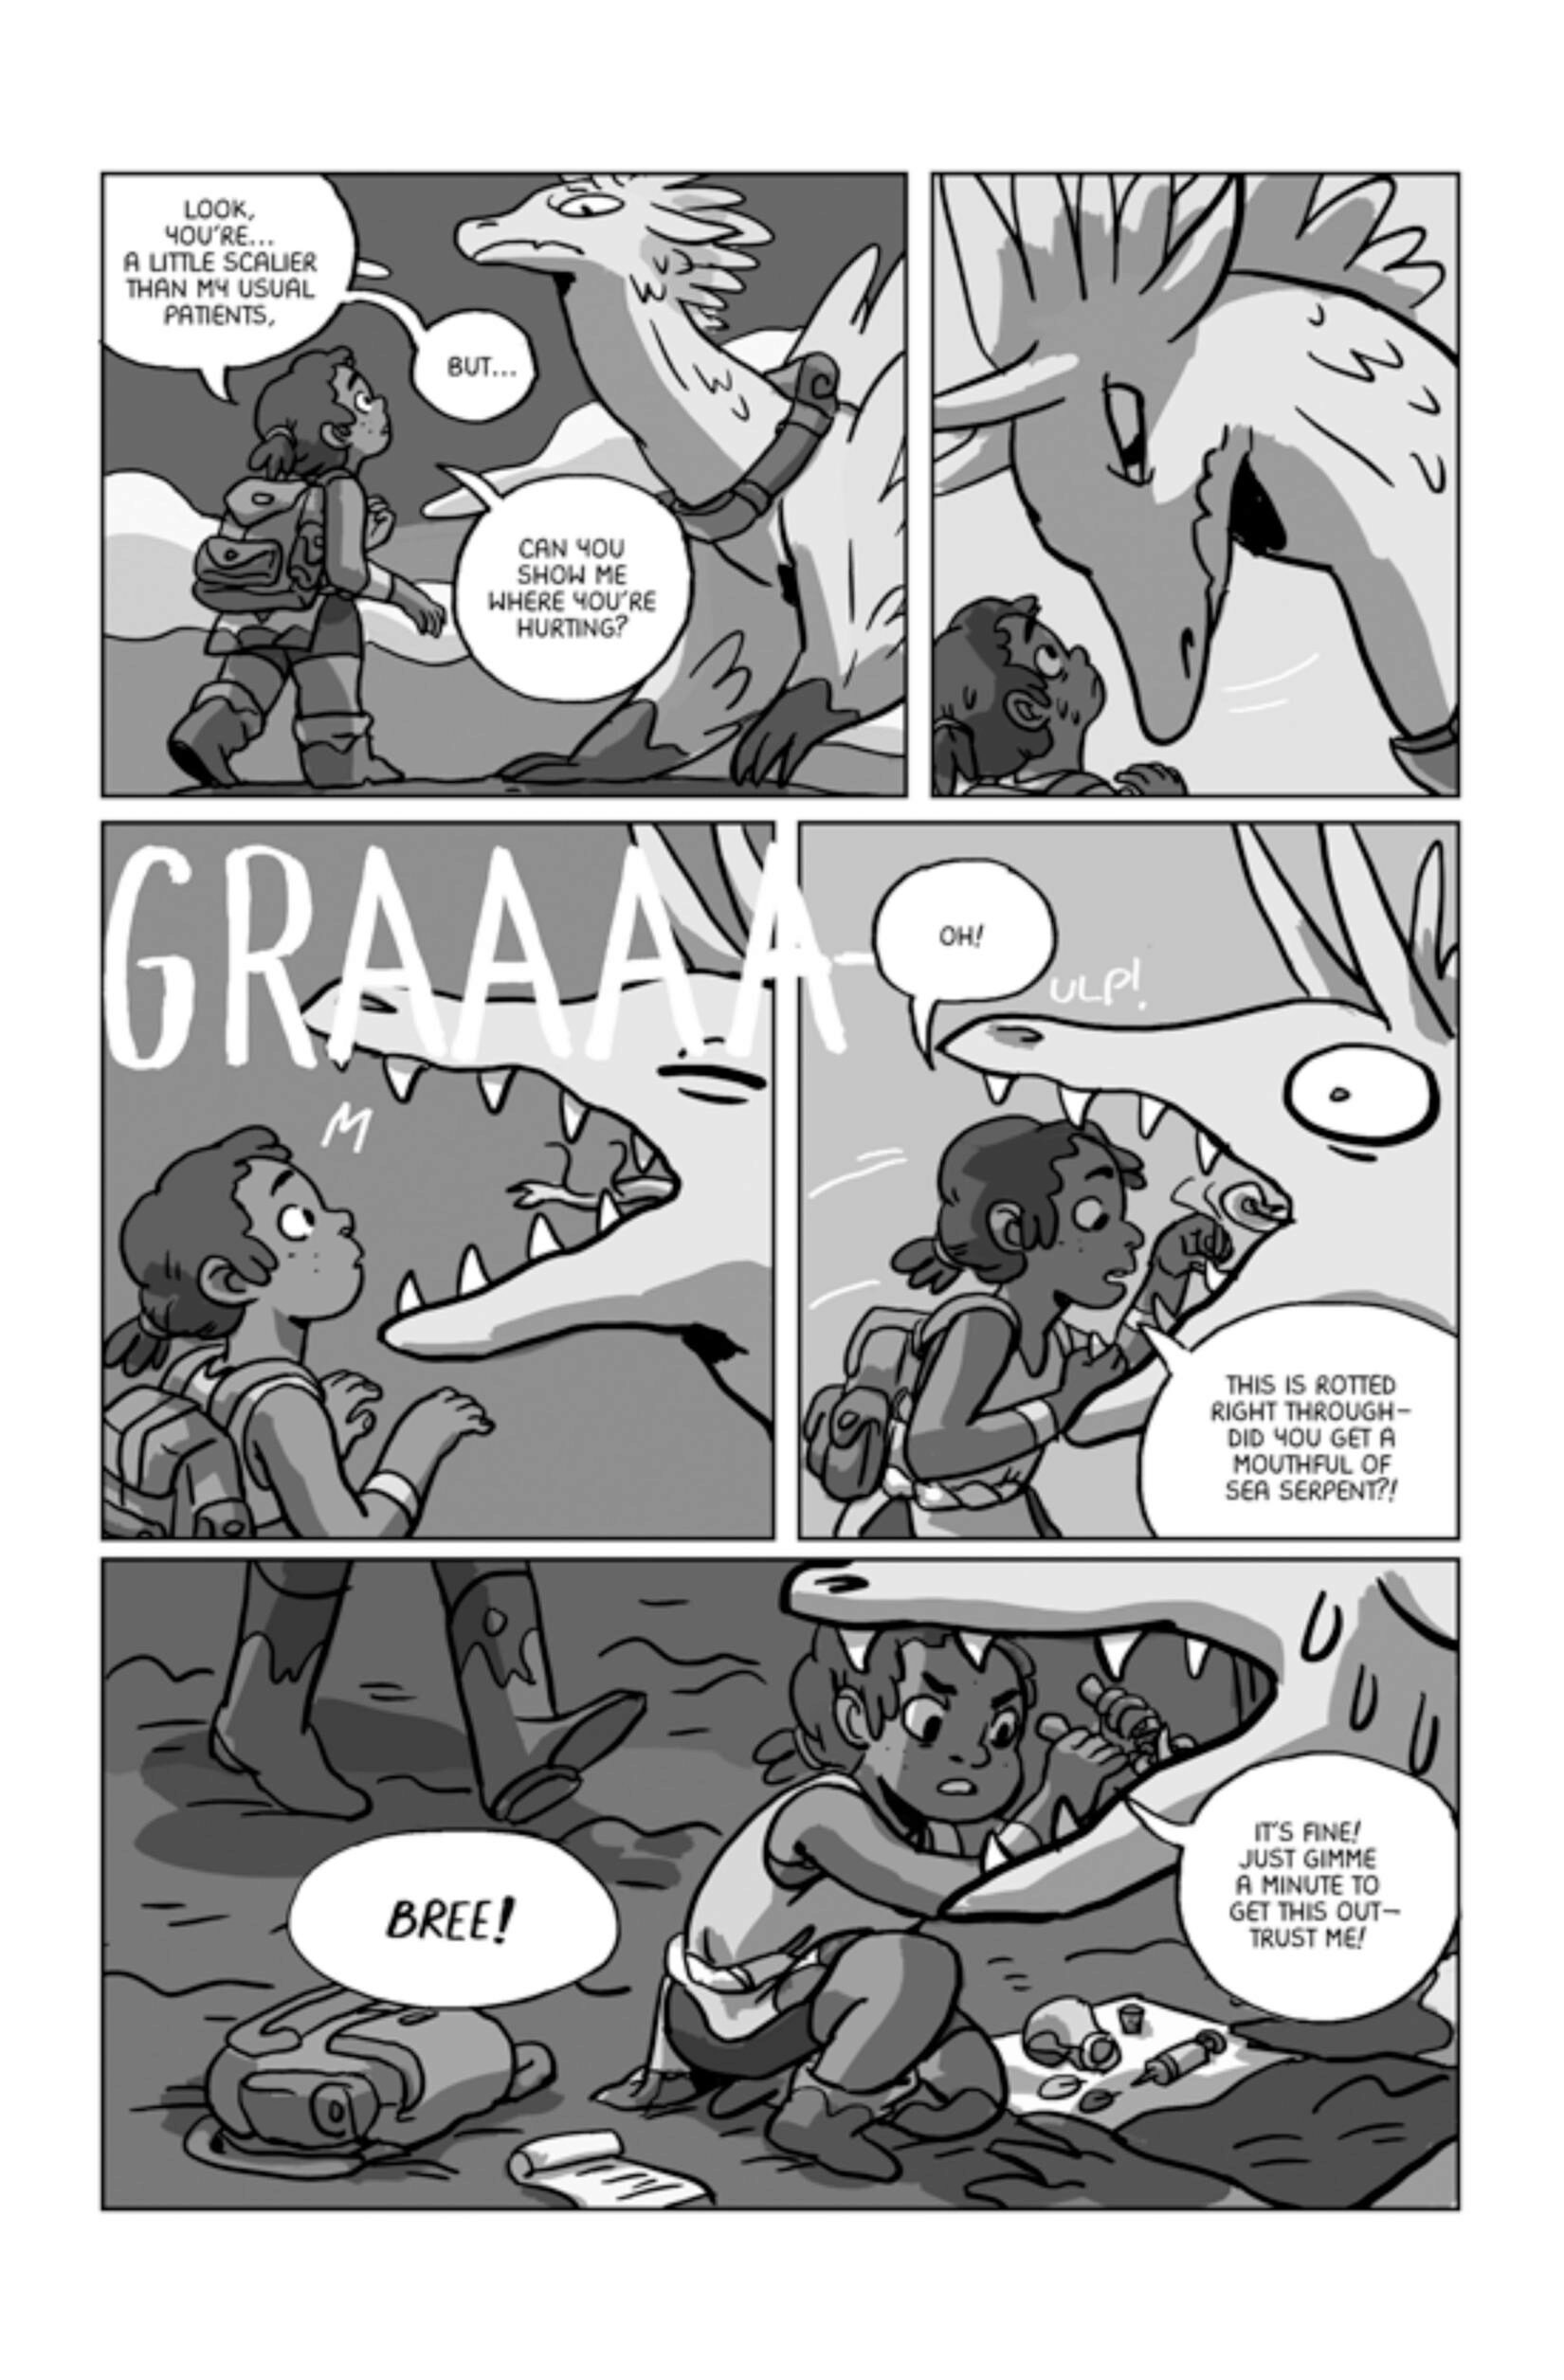 LOOK,
YOU'RE...
A LITTLE SCALIER
THAN MY USUAL
PATIENTS,
BUT...
CAN YOU
SHOW ME
WHERE YOU'RE
HURTING?
GRAAAA-
OH!
ULP!
THIS IS ROTTED
RIGHT THROUGH—
DID YOU GET A
MOUTHFUL OF
SEA SERPENT?!
BREE!
IT'S FINE!
JUST GIMME
A MINUTE TO
GET THIS OUT—
TRUST ME!